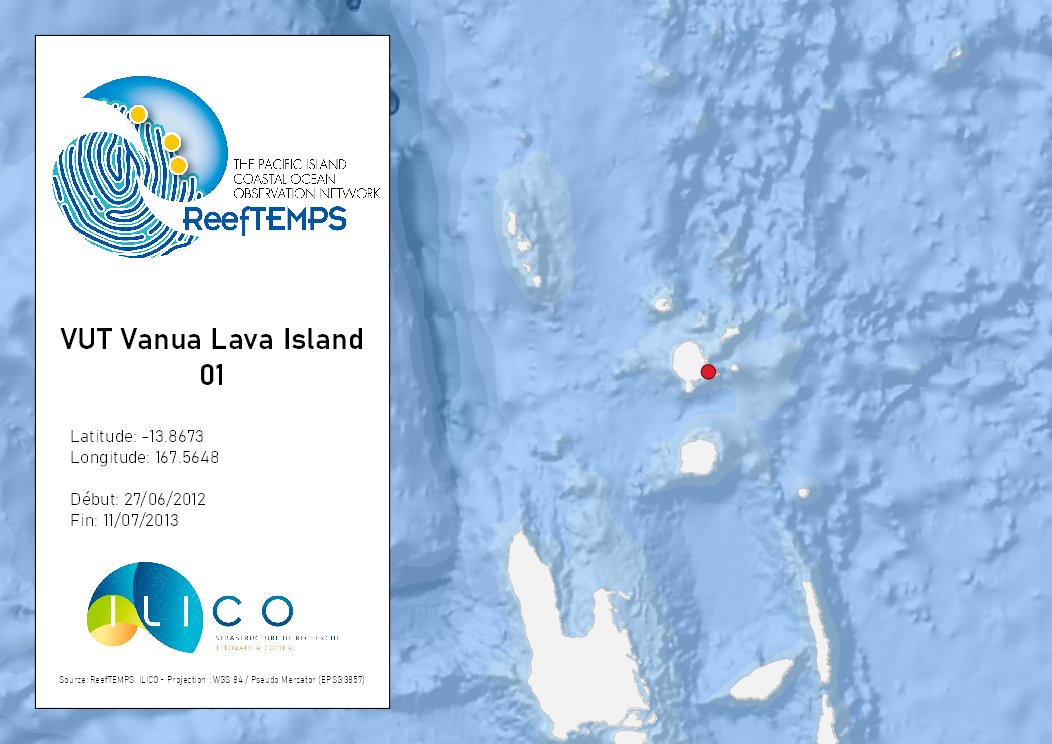 THE PACIFIC ISLAND
COASTAL OCEAN
OBSERVATION NETWORK
ReefTEMPS
VUT Vanua Lava Island
01
Latitude: -13.8673
Longitude: 167.5648
Début: 27/06/2012
Fin: 11/07/2013
ILICO
INFRASTRUCTURE DE RECHERCHE
LITTORALE & CÔTIÈRE
Source: ReefTEMPS, ILICO - Projection : WGS 84 / Pseudo Mercator (EPSG:3857)